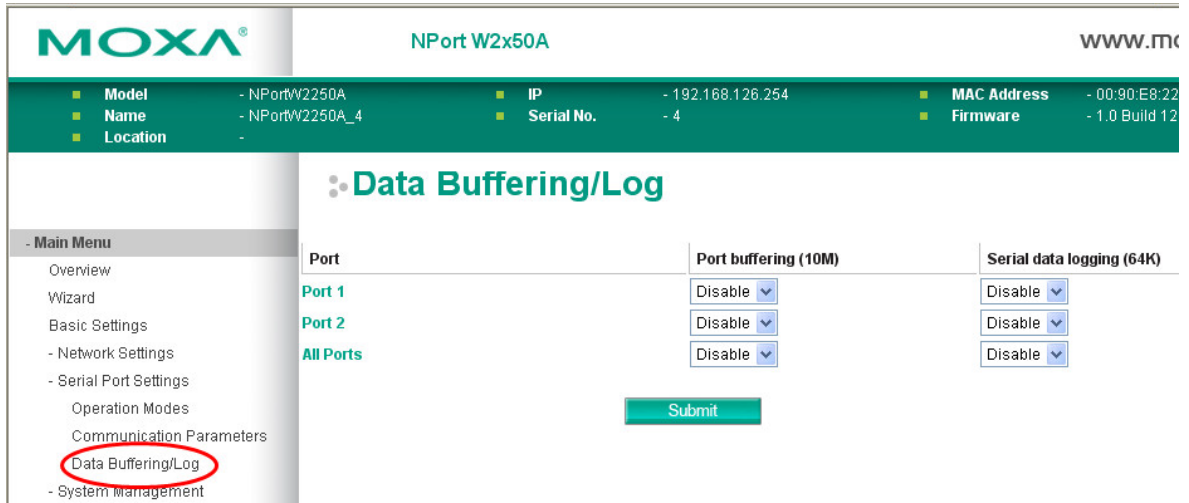 MOXA®
NPort W2x50A
www.mo
Model - NPortW2250A IP - 192.168.126.254 MAC Address - 00:90:E8:22
Name - NPortW2250A_4 Serial No. - 4 Firmware - 1.0 Build 12
Location -
Data Buffering/Log
- Main Menu
Overview
Wizard
Basic Settings
- Network Settings
- Serial Port Settings
Operation Modes
Communication Parameters
Data Buffering/Log
- System Management
Port Port buffering (10M) Serial data logging (64K)
Port 1 Disable Disable
Port 2 Disable Disable
All Ports Disable Disable
Submit